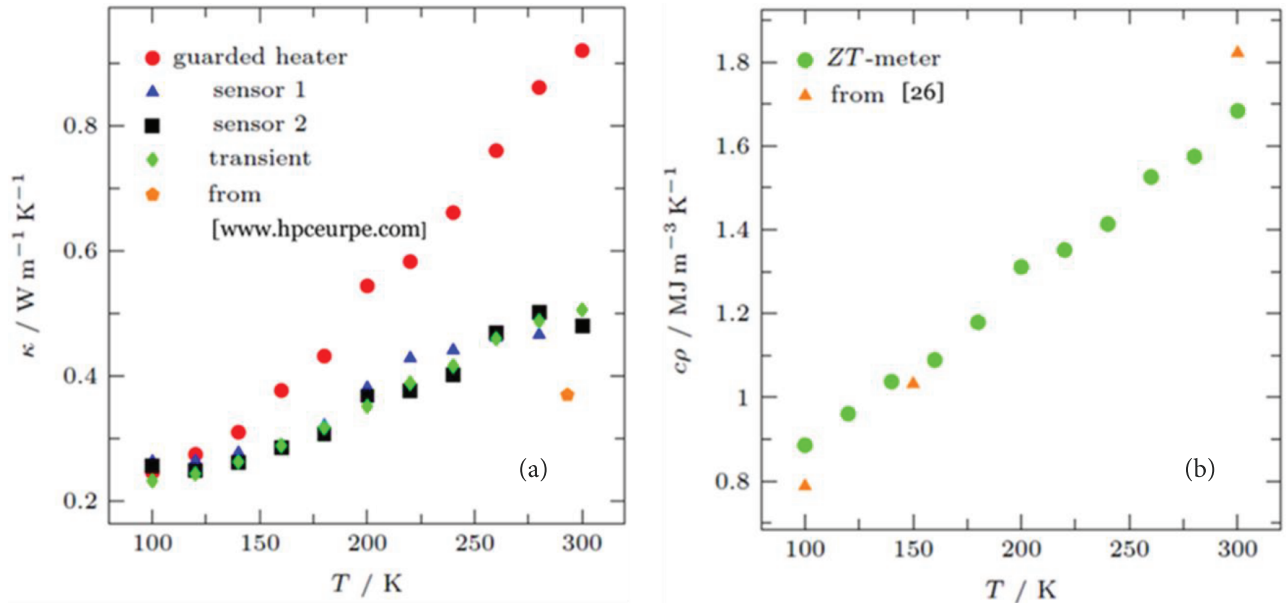 guarded heater
sensor 1
sensor 2
transient
from
[www.hpceurpe.com]
κ / W m⁻¹ K⁻¹
0.8
0.6
0.4
0.2
(a)
100
150
200
250
300
T / K
ZT-meter
from [26]
cρ / MJ m⁻³ K⁻¹
1.8
1.6
1.4
1.2
1
0.8
(b)
100
150
200
250
300
T / K